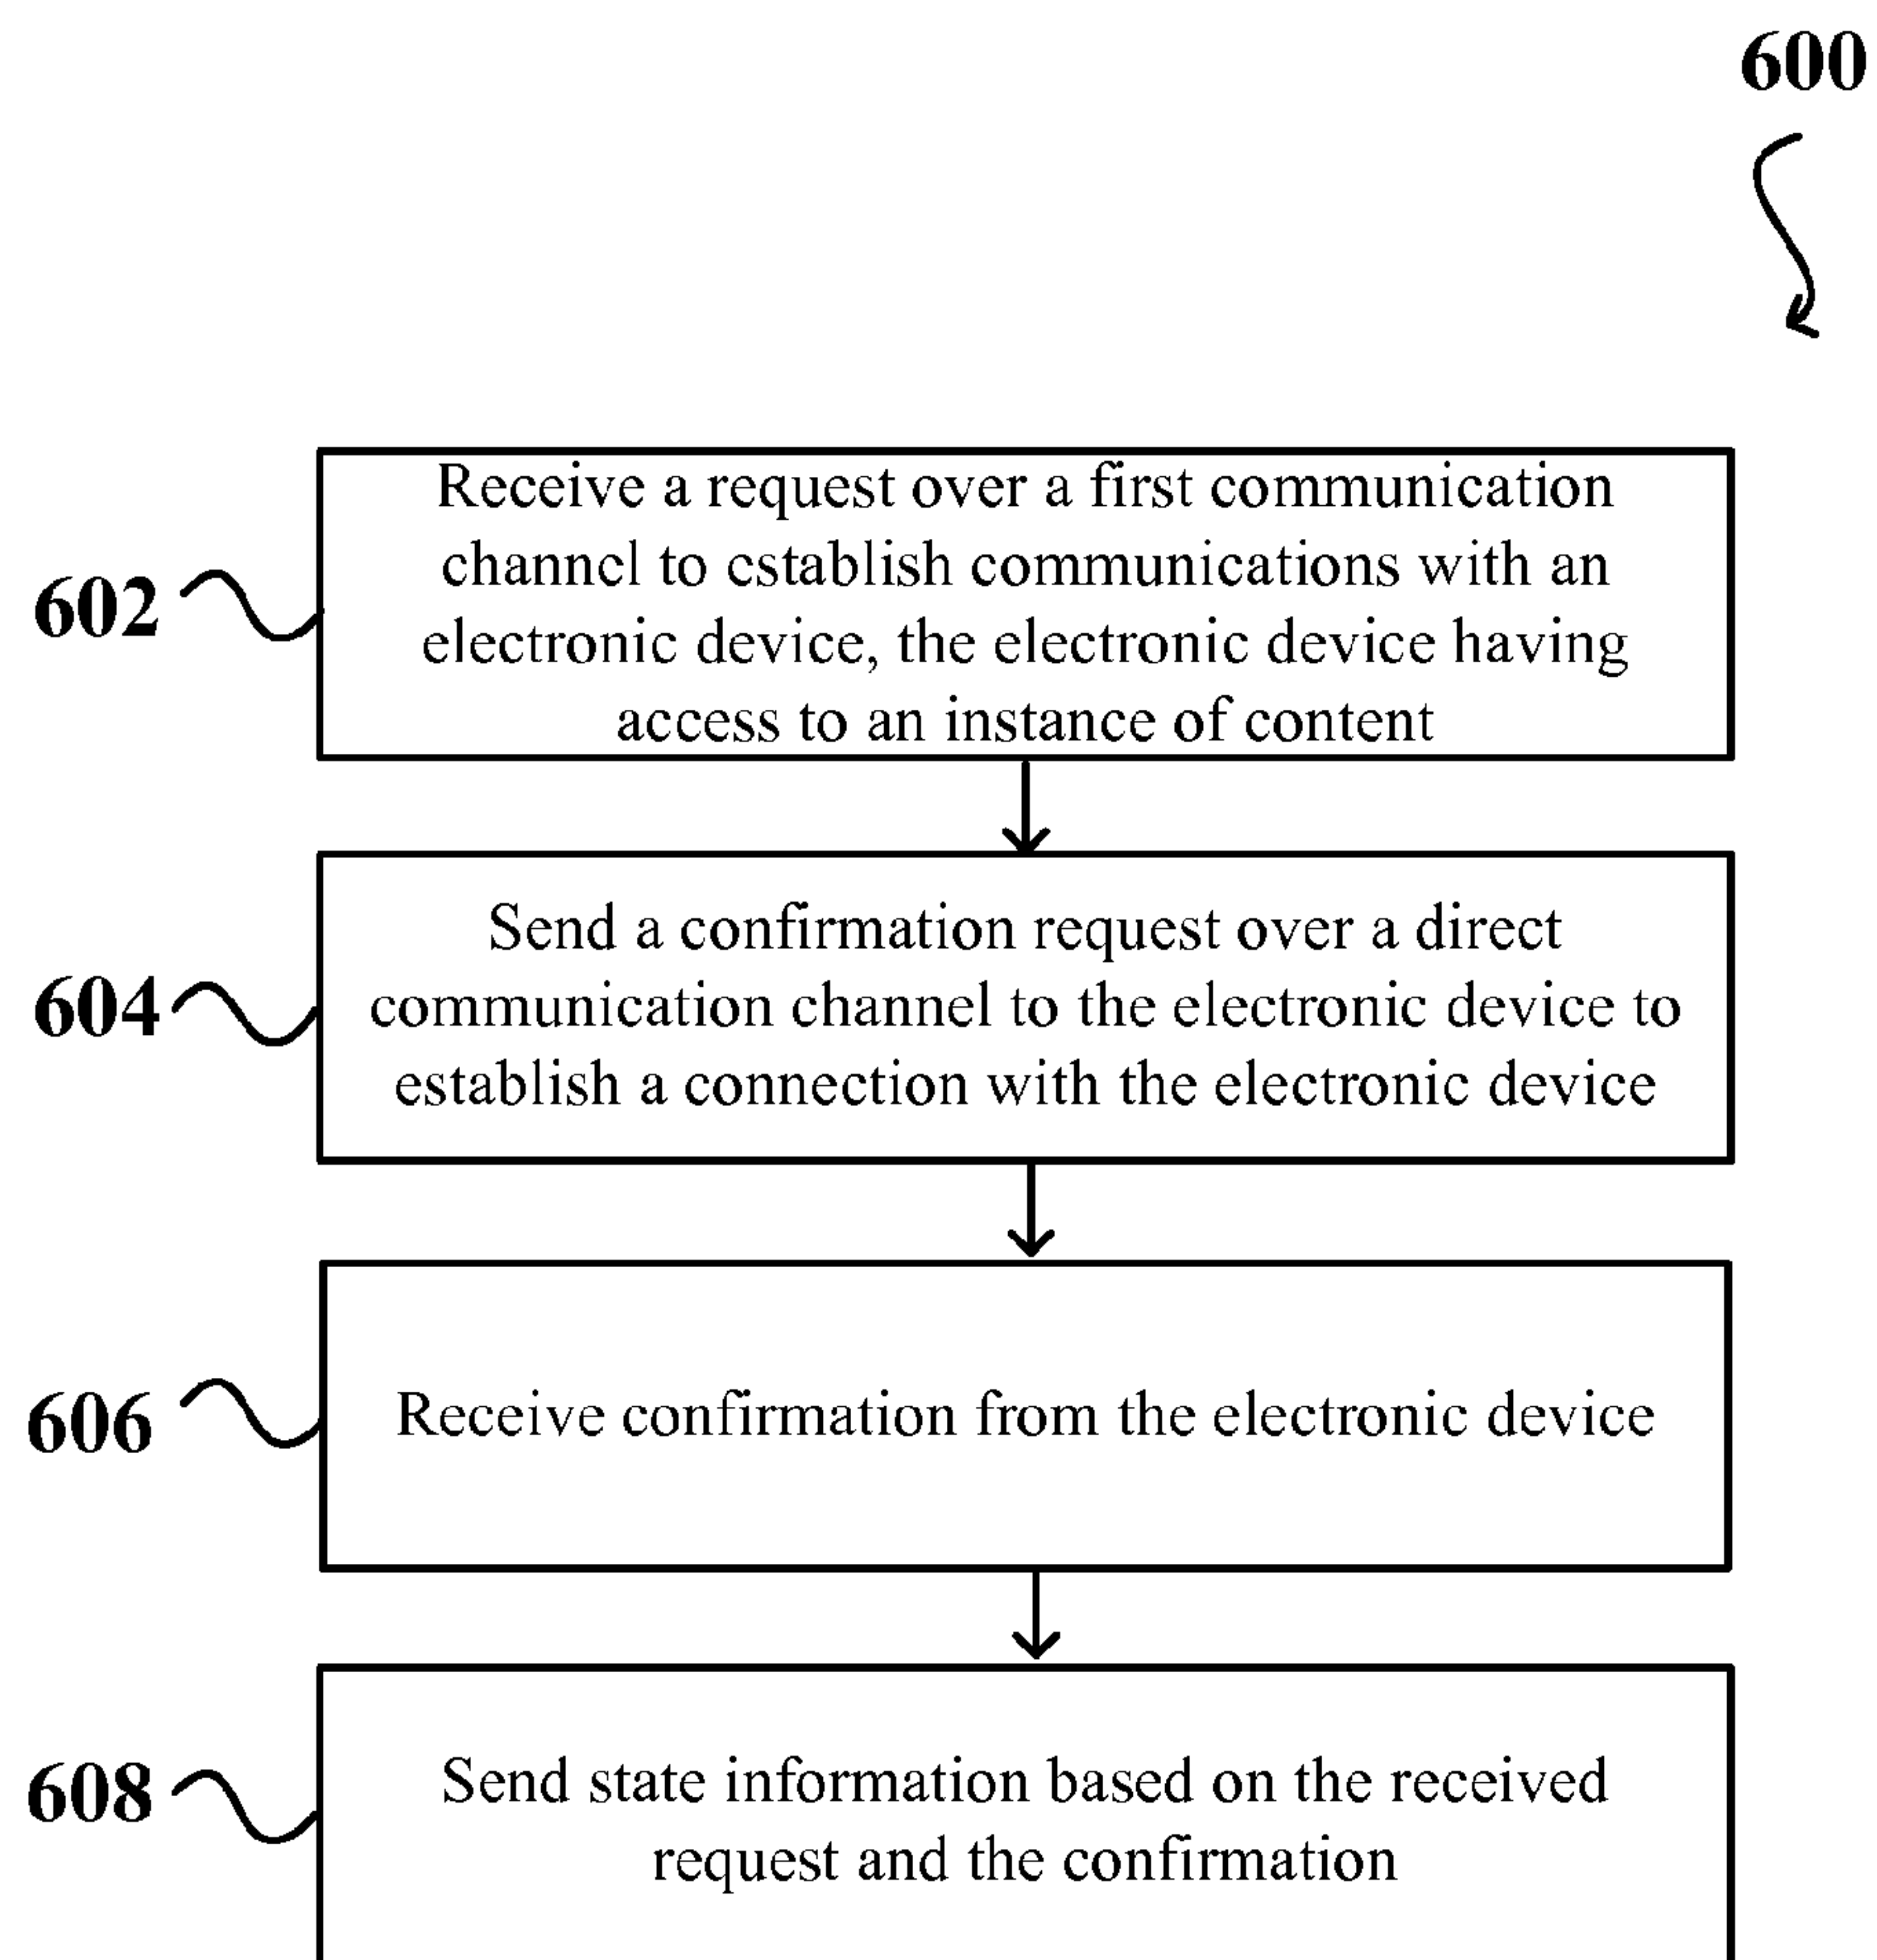 600
602
Receive a request over a first communication
channel to establish communications with an
electronic device, the electronic device having
access to an instance of content
604
Send a confirmation request over a direct
communication channel to the electronic device to
establish a connection with the electronic device
606
Receive confirmation from the electronic device
608
Send state information based on the received
request and the confirmation